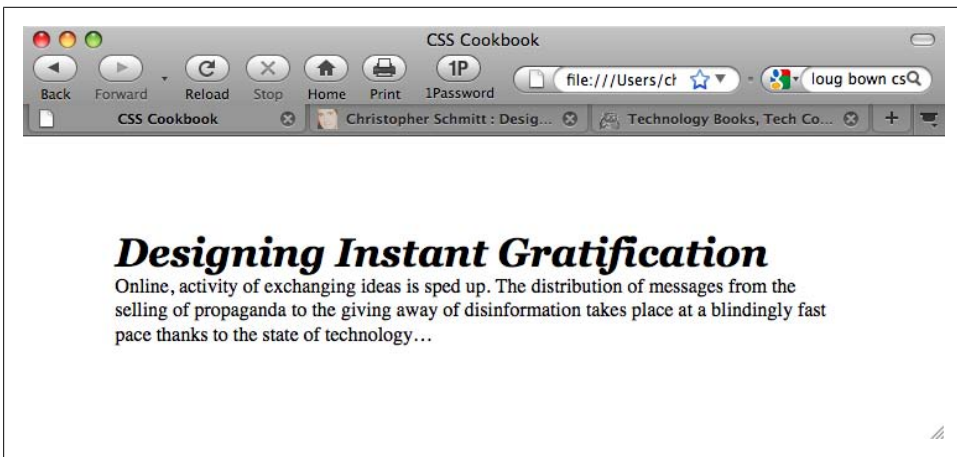 CSS Cookbook
Back Forward Reload Stop Home Print 1Password file:///Users/ch loug bown cs
1P
CSS Cookbook Christopher Schmitt : Desig... Technology Books, Tech Co... +
Designing Instant Gratification
Online, activity of exchanging ideas is sped up. The distribution of messages from the
selling of propaganda to the giving away of disinformation takes place at a blindingly fast
pace thanks to the state of technology…